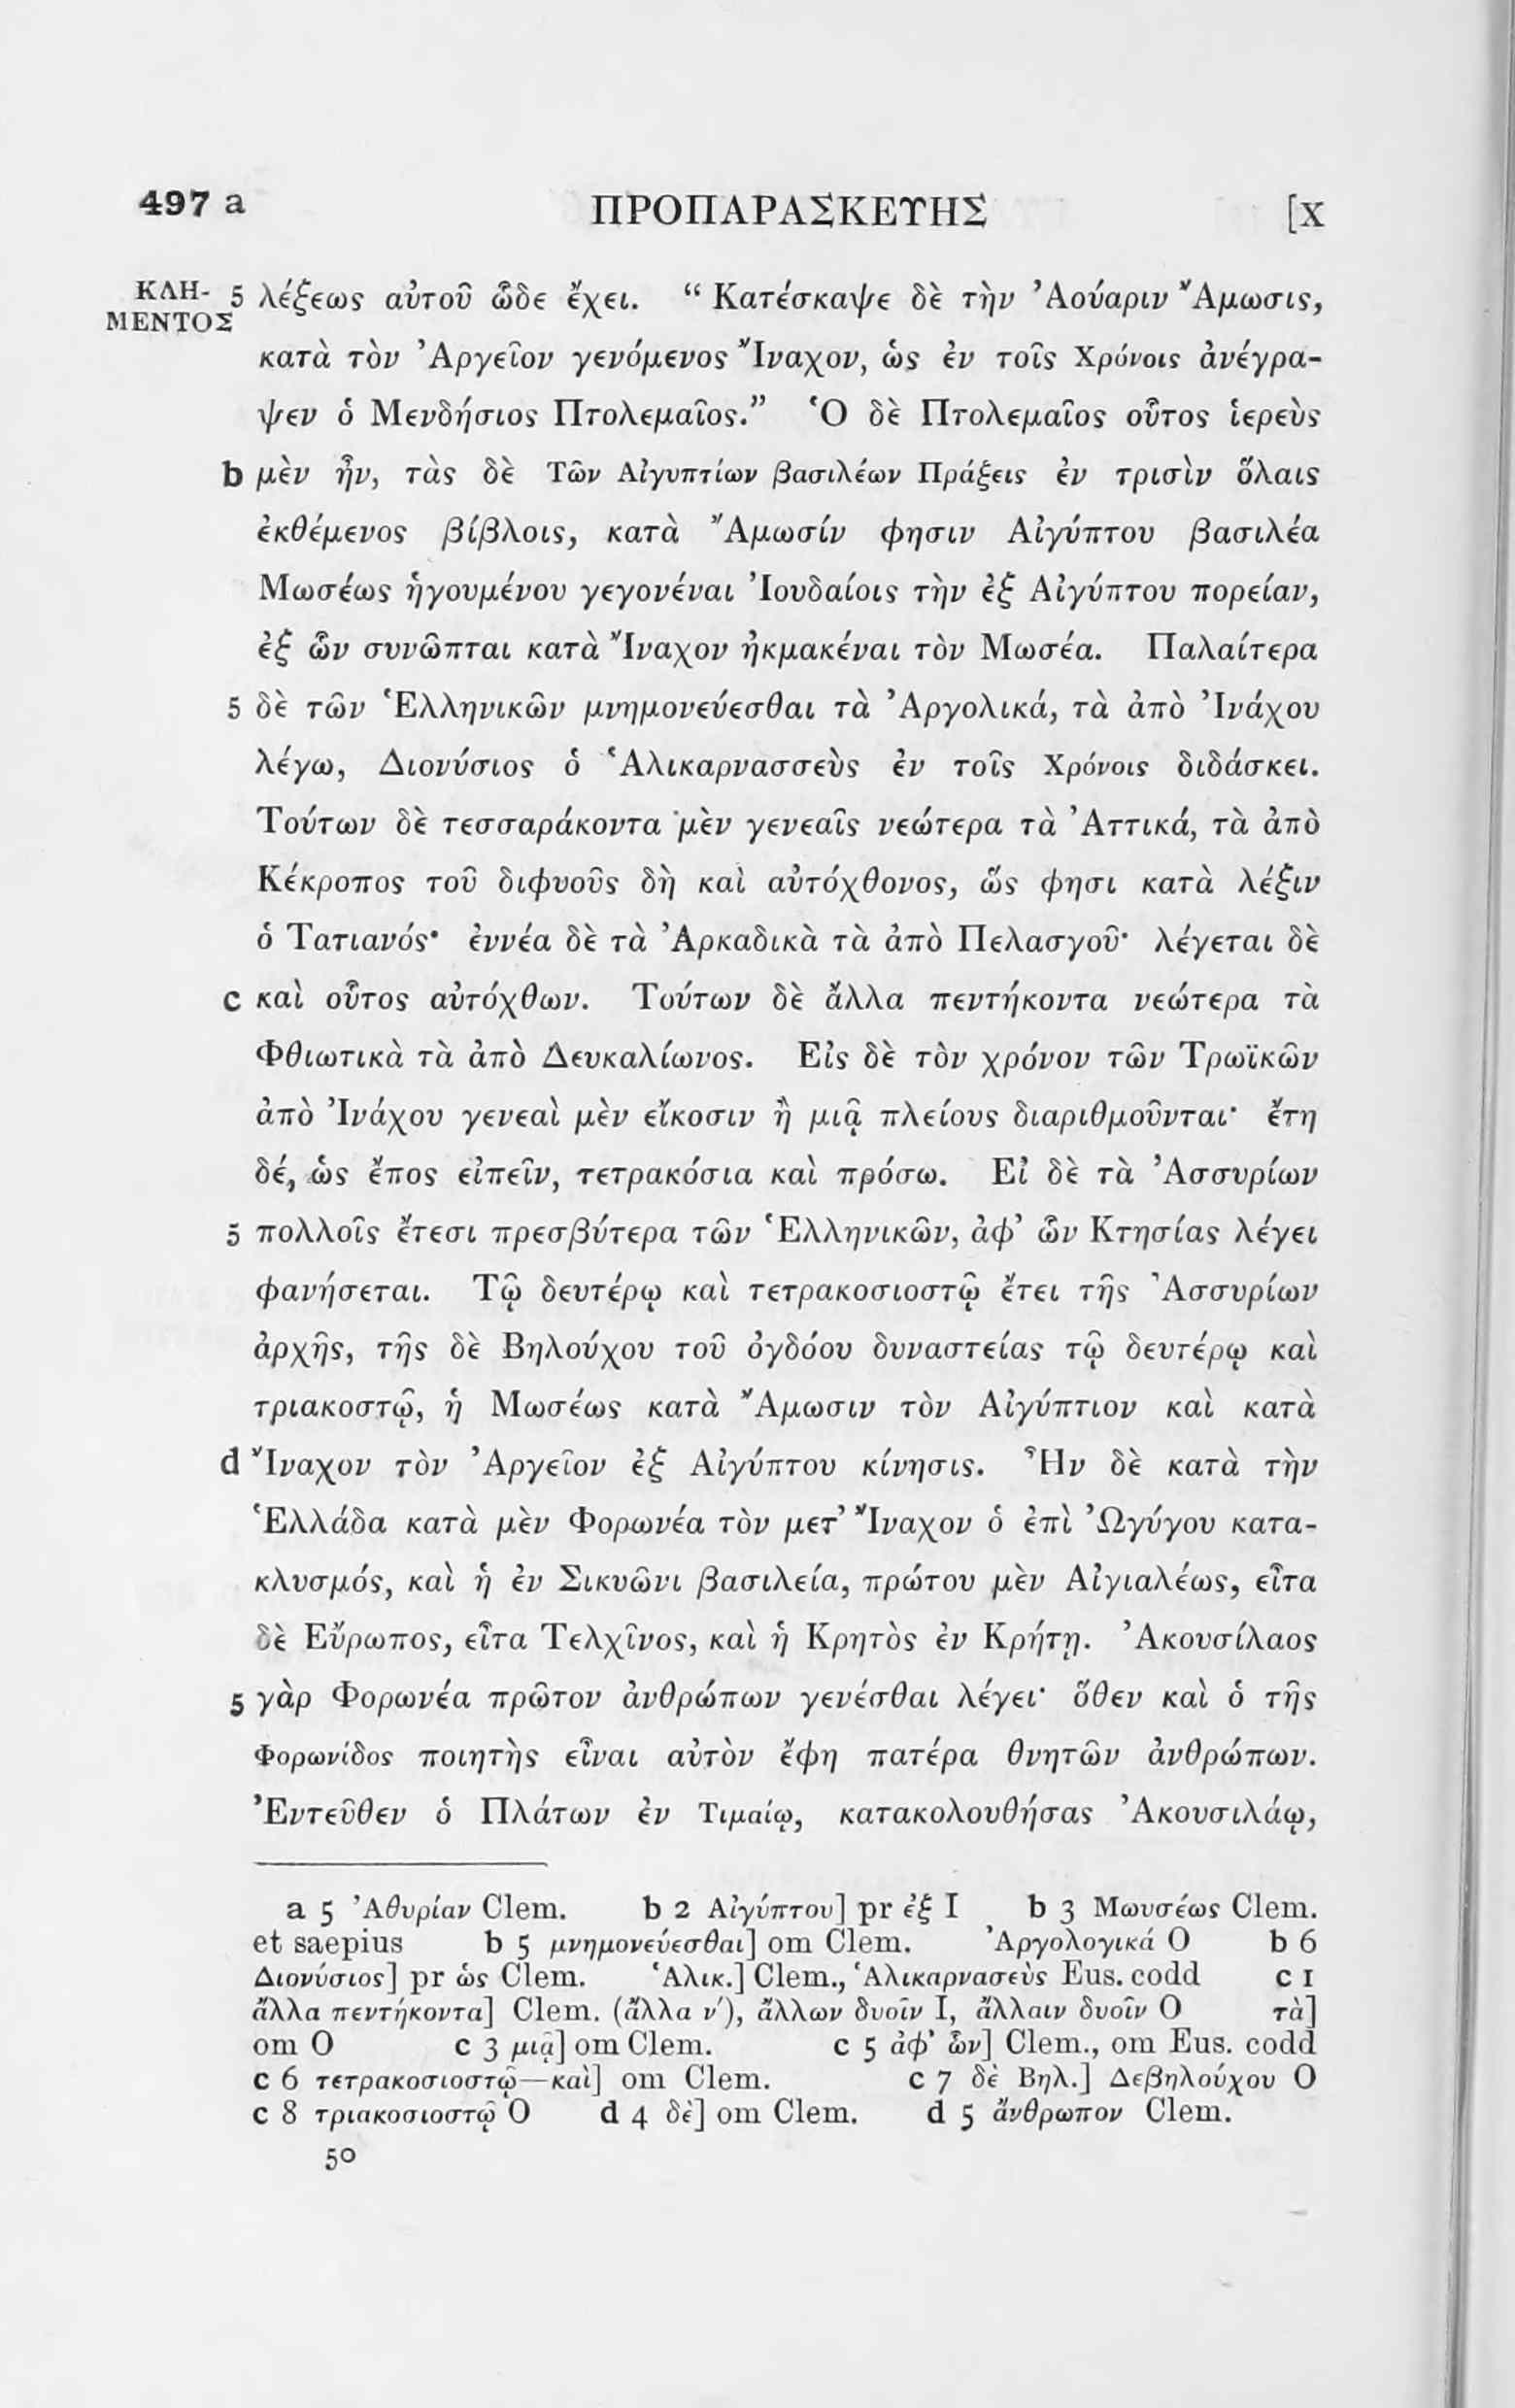 497 a ΠΡΟΠΑΡΑΣΚΕΥΗΣ [X
ΚΛΗ- 5 λέξεως αὐτοῦ ὧδε ἔχει. “Κατέσκαψε δὲ τὴν Ἀούαριν Ἄμωσις,
ΜΕΝΤΟΣ
κατὰ τὸν Ἀργεῖον γενόμενος Ἴναχον, ὡς ἐν τοῖς Χρόνοις ἀνέγρα-
ψεν ὁ Μενδήσιος Πτολεμαῖος.” Ὁ δὲ Πτολεμαῖος οὗτος ἱερεὺς
b μὲν ἦν, τὰς δὲ Τῶν Αἰγυπτίων βασιλέων Πράξεις ἐν τρισὶν ὅλαις
ἐκθέμενος βίβλοις, κατὰ Ἄμωσίν φησιν Αἰγύπτου βασιλέα
Μωσέως ἡγουμένου γεγονέναι Ἰουδαίοις τὴν ἐξ Αἰγύπτου πορείαν,
ἐξ ὧν συνῶπται κατὰ Ἴναχον ἠκμακέναι τὸν Μωσέα. Παλαίτερα
5 δὲ τῶν Ἑλληνικῶν μνημονεύεσθαι τὰ Ἀργολικά, τὰ ἀπὸ Ἰνάχου
λέγω, Διονύσιος ὁ Ἁλικαρνασσεὺς ἐν τοῖς Χρόνοις διδάσκει.
Τούτων δὲ τεσσαράκοντα μὲν γενεαῖς νεώτερα τὰ Ἀττικά, τὰ ἀπὸ
Κέκροπος τοῦ διφυοῦς δὴ καὶ αὐτόχθονος, ὥς φησι κατὰ λέξιν
ὁ Τατιανός· ἐννέα δὲ τὰ Ἀρκαδικὰ τὰ ἀπὸ Πελασγοῦ· λέγεται δὲ
c καὶ οὗτος αὐτόχθων. Τούτων δὲ ἄλλα πεντήκοντα νεώτερα τὰ
Φθιωτικὰ τὰ ἀπὸ Δευκαλίωνος. Εἰς δὲ τὸν χρόνον τῶν Τρωϊκῶν
ἀπὸ Ἰνάχου γενεαὶ μὲν εἴκοσιν ἢ μιᾷ πλείους διαριθμοῦνται· ἔτη
δέ, ὡς ἔπος εἰπεῖν, τετρακόσια καὶ πρόσω. Εἰ δὲ τὰ Ἀσσυρίων
5 πολλοῖς ἔτεσι πρεσβύτερα τῶν Ἑλληνικῶν, ἀφ’ ὧν Κτησίας λέγει
φανήσεται. Τῷ δευτέρῳ καὶ τετρακοσιοστῷ ἔτει τῆς Ἀσσυρίων
ἀρχῆς, τῆς δὲ Βηλούχου τοῦ ὀγδόου δυναστείας τῷ δευτέρῳ καὶ
τριακοστῷ, ἡ Μωσέως κατὰ Ἄμωσιν τὸν Αἰγύπτιον καὶ κατὰ
d Ἴναχον τὸν Ἀργεῖον ἐξ Αἰγύπτου κίνησις. Ἦν δὲ κατὰ τὴν
Ἑλλάδα κατὰ μὲν Φορωνέα τὸν μετ’ Ἴναχον ὁ ἐπὶ Ὠγύγου κατα-
κλυσμός, καὶ ἡ ἐν Σικυῶνι βασιλεία, πρώτου μὲν Αἰγιαλέως, εἶτα
δὲ Εὔρωπος, εἶτα Τελχῖνος, καὶ ἡ Κρητὸς ἐν Κρήτῃ. Ἀκουσίλαος
5 γὰρ Φορωνέα πρῶτον ἀνθρώπων γενέσθαι λέγει· ὅθεν καὶ ὁ τῆς
Φορωνίδος ποιητὴς εἶναι αὐτὸν ἔφη πατέρα θνητῶν ἀνθρώπων.
Ἐντεῦθεν ὁ Πλάτων ἐν Τιμαίῳ, κατακολουθήσας Ἀκουσιλάῳ,
a 5 Ἀθυρίαν Clem. b 2 Αἰγύπτου] pr ἐξ I b 3 Μωυσέως Clem.
et saepius b 5 μνημονεύεσθαι] om Clem. Ἀργολογικά O b 6
Διονύσιος] pr ὡς Clem. Ἁλικ.] Clem., Ἁλικαρνασεὺς Eus. codd c 1
ἄλλα πεντήκοντα] Clem. (ἄλλα ν′), ἄλλων δυοῖν I, ἄλλαιν δυοῖν O τὰ]
om O c 3 μιᾷ] om Clem. c 5 ἀφ’ ὧν] Clem., om Eus. codd
c 6 τετρακοσιοστῷ—καὶ] om Clem. c 7 δὲ Βηλ.] Δεβηλούχου O
c 8 τριακοσιοστῷ O d 4 δὲ] om Clem. d 5 ἄνθρωπον Clem.
50